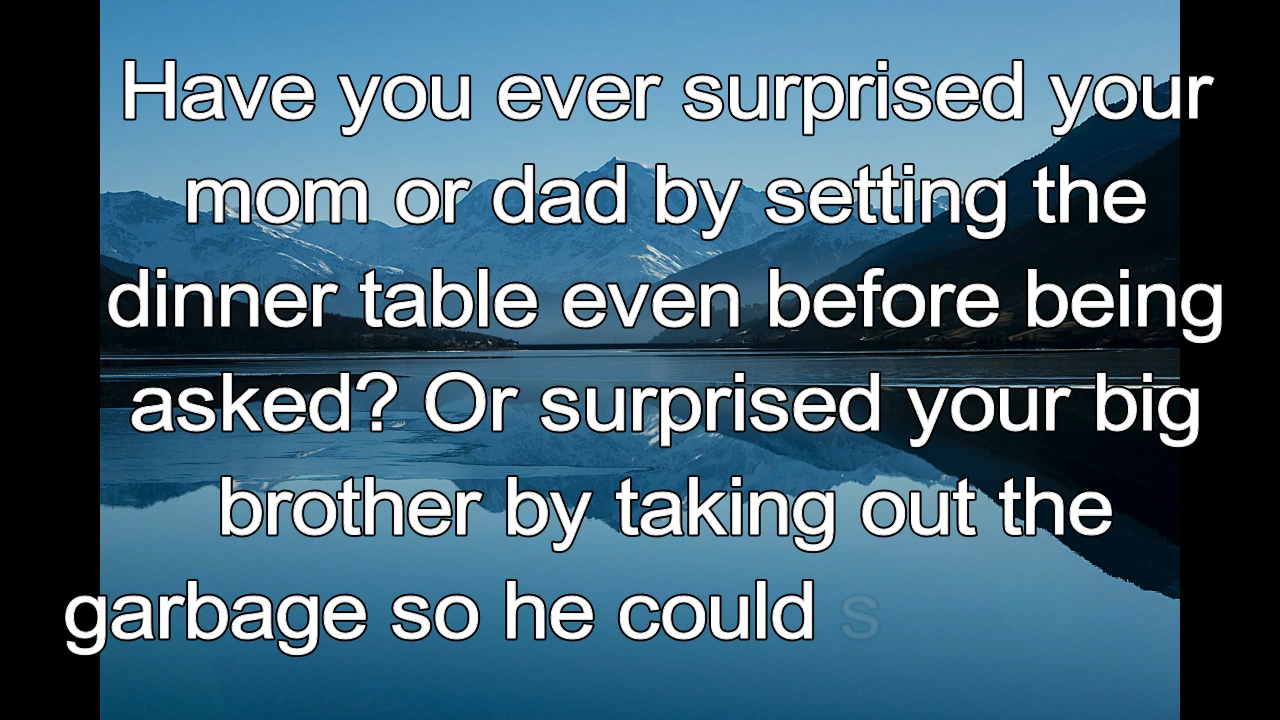 Have you ever surprised your
mom or dad by setting the
dinner table even before being
asked? Or surprised your big
brother by taking out the
garbage so he could s